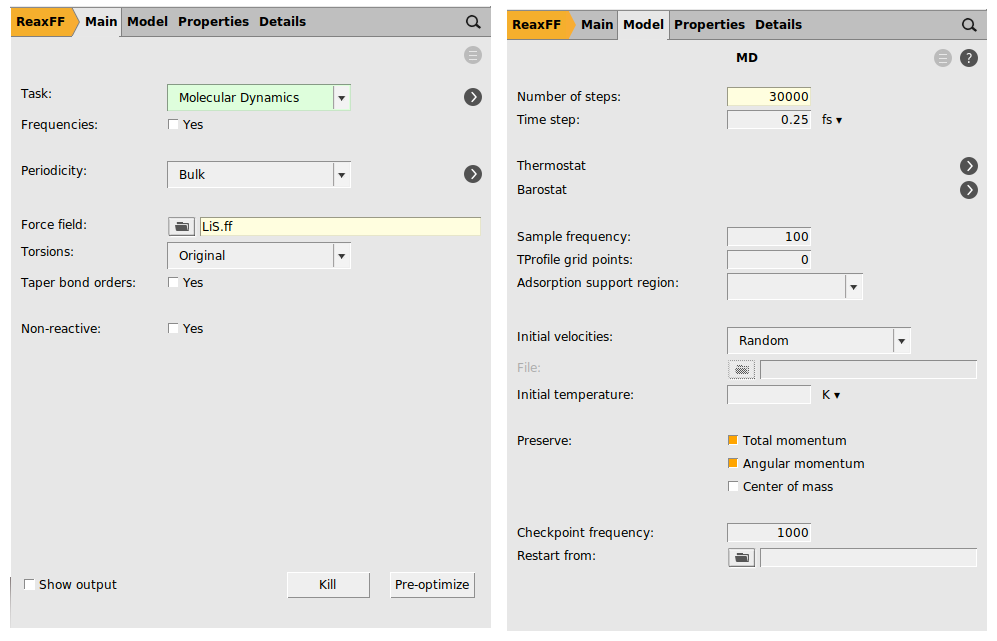 ReaxFF Main Model Properties Details
Task: Molecular Dynamics
Frequencies: Yes
Periodicity: Bulk
Force field: LiS.ff
Torsions: Original
Taper bond orders: Yes
Non-reactive: Yes
Show output Kill Pre-optimize
ReaxFF Main Model Properties Details
MD
?
Number of steps: 30000
Time step: 0.25 fs
Thermostat
Barostat
Sample frequency: 100
TProfile grid points: 0
Adsorption support region:
Initial velocities: Random
File:
Initial temperature: K
Preserve: Total momentum
Angular momentum
Center of mass
Checkpoint frequency: 1000
Restart from: